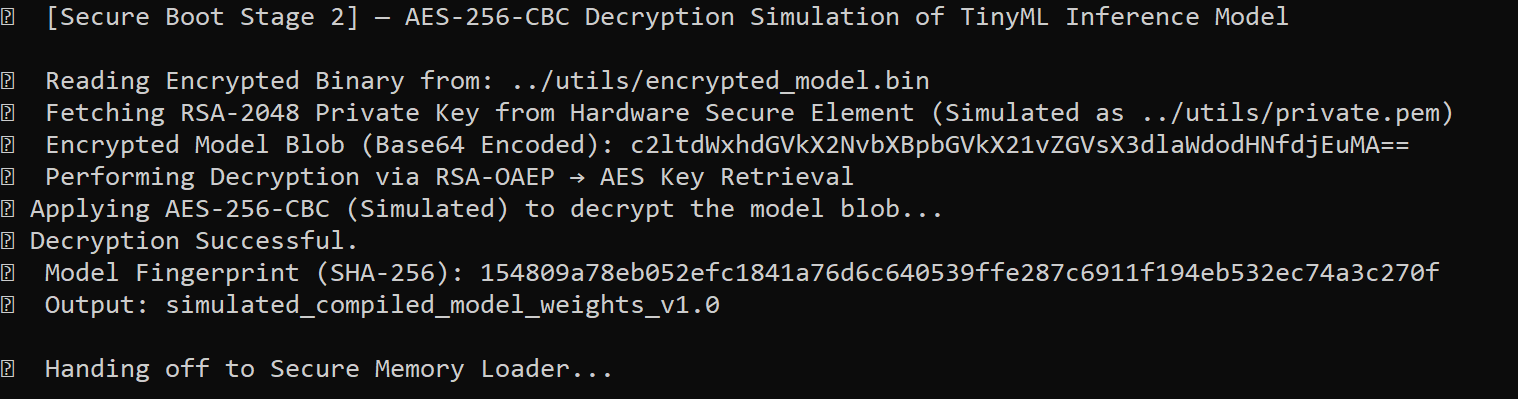 [Secure Boot Stage 2] — AES-256-CBC Decryption Simulation of TinyML Inference Model
Reading Encrypted Binary from: ../utils/encrypted_model.bin
Fetching RSA-2048 Private Key from Hardware Secure Element (Simulated as ../utils/private.pem)
Encrypted Model Blob (Base64 Encoded): c2ltdWxhdGVkX2NvbXBpbGVkX21vZGVsX3dlaWdodHNfdjEuMA==
Performing Decryption via RSA-OAEP → AES Key Retrieval
Applying AES-256-CBC (Simulated) to decrypt the model blob...
Decryption Successful.
Model Fingerprint (SHA-256): 154809a78eb052efc1841a76d6c640539ffe287c6911f194eb532ec74a3c270f
Output: simulated_compiled_model_weights_v1.0
Handing off to Secure Memory Loader...